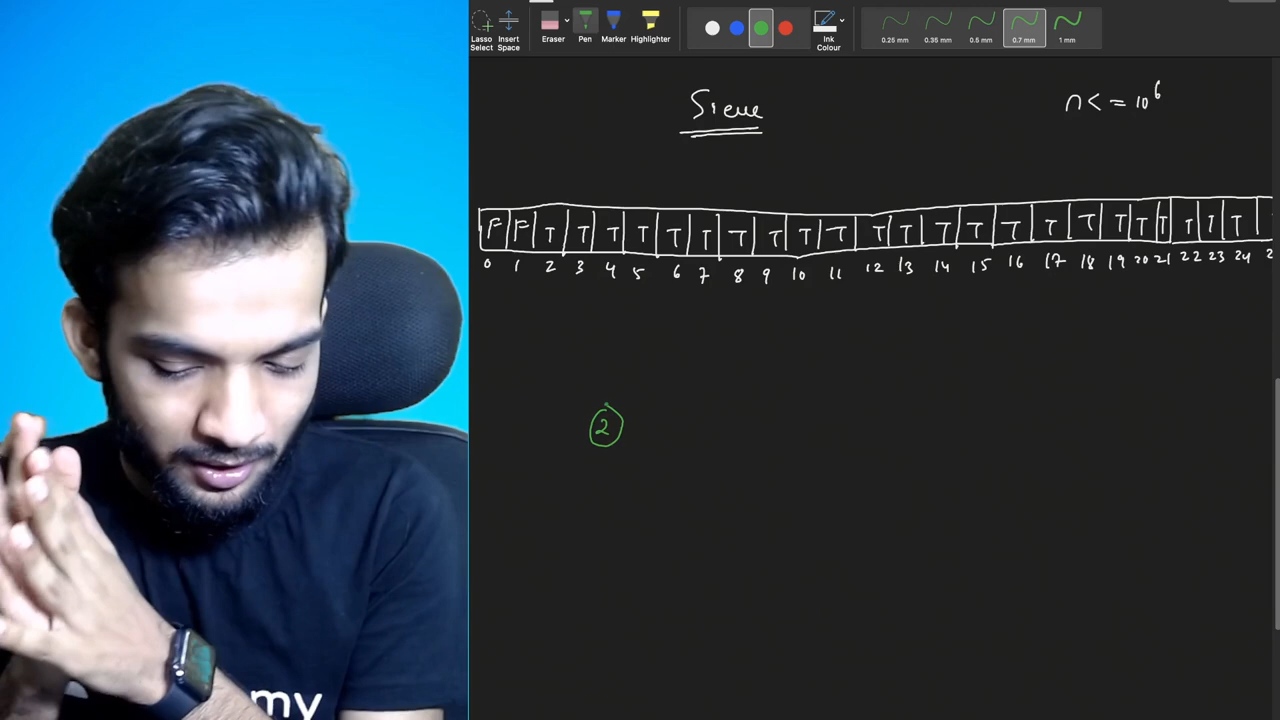 Lasso Select
Insert Space
Eraser
Pen
Marker
Highlighter
Ink Colour
0.25 mm
0.35 mm
0.5 mm
0.7 mm
1 mm
Sieve
n <= 10^6
F F T T T T T T T T T T T T T T T T T T T T T T T
0 1 2 3 4 5 6 7 8 9 10 11 12 13 14 15 16 17 18 19 20 21 22 23 24 2
2
my